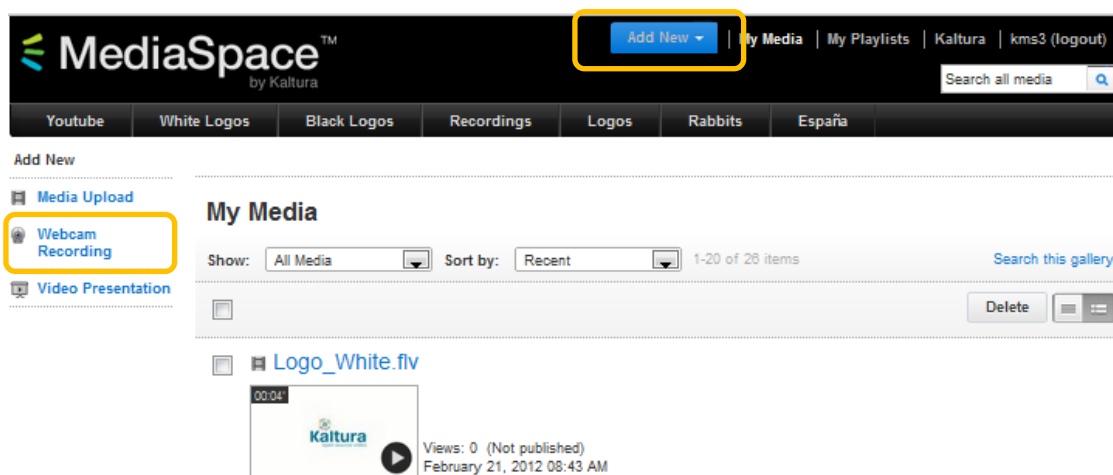 MediaSpace™
by Kaltura
Add New
My Media | My Playlists | Kaltura | kms3 (logout)
Search all media
Youtube
White Logos
Black Logos
Recordings
Logos
Rabbits
España
Add New
Media Upload
Webcam
Recording
Video Presentation
My Media
Show: All Media Sort by: Recent 1-20 of 26 items Search this gallery
Delete
Logo_White.flv
00:04'
Kaltura
Views: 0 (Not published)
February 21, 2012 08:43 AM